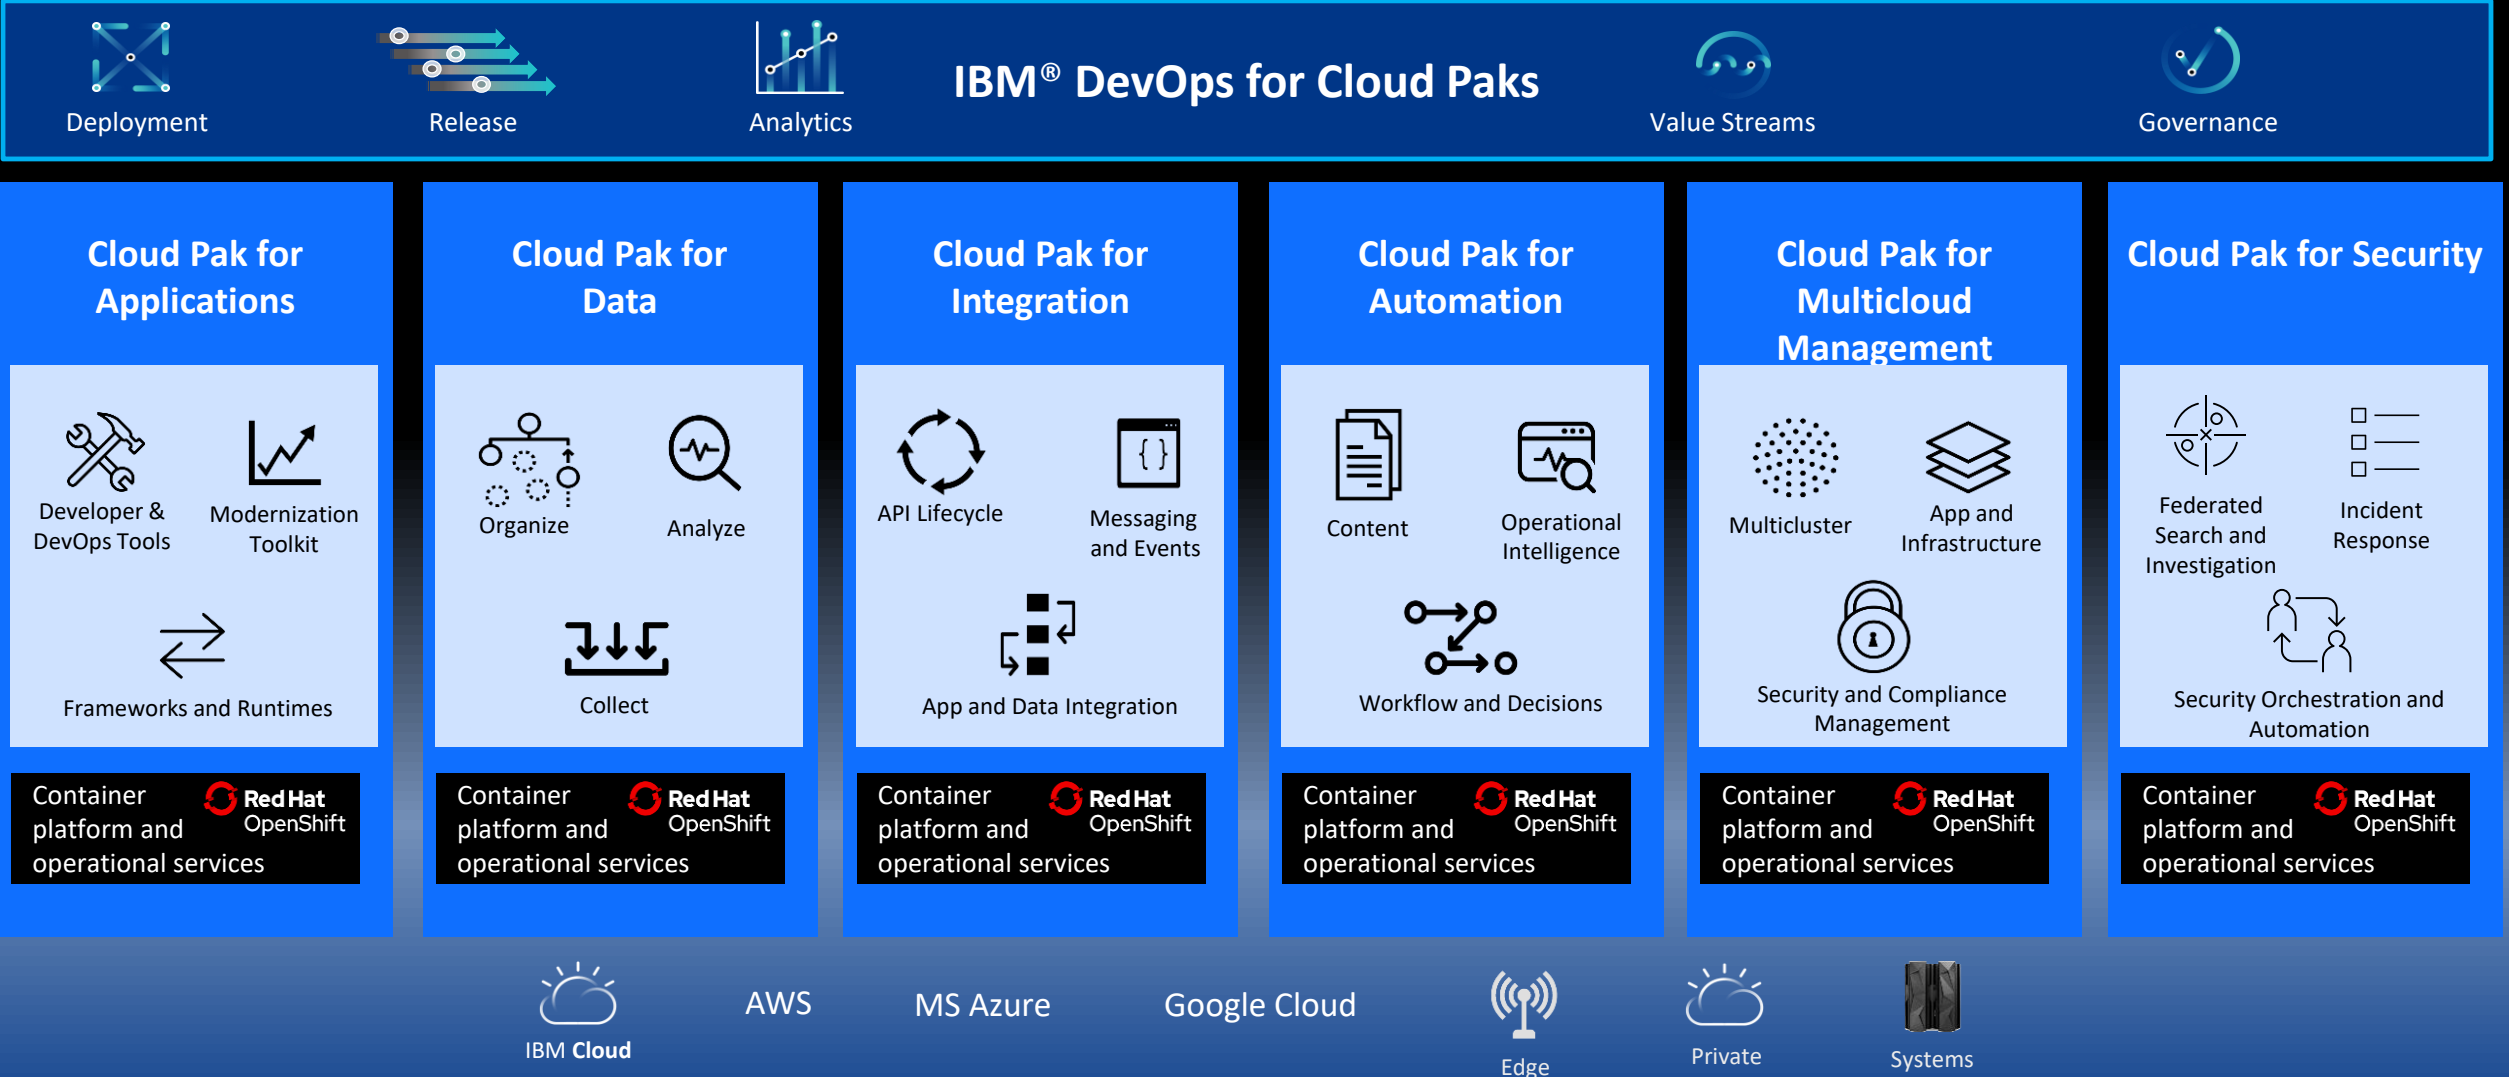 IBM® DevOps for Cloud Paks
Deployment
Release
Analytics
Value Streams
Governance
Cloud Pak for
Applications
Developer &
DevOps Tools
Modernization
Toolkit
Frameworks and Runtimes
Container
platform and
operational services
Red Hat
OpenShift
Cloud Pak for
Data
Organize
Analyze
Collect
Container
platform and
operational services
Red Hat
OpenShift
Cloud Pak for
Integration
API Lifecycle
Messaging
and Events
App and Data Integration
Container
platform and
operational services
Red Hat
OpenShift
Cloud Pak for
Automation
Content
Operational
Intelligence
Workflow and Decisions
Container
platform and
operational services
Red Hat
OpenShift
Cloud Pak for
Multicloud
Management
Multicluster
App and
Infrastructure
Security and Compliance
Management
Container
platform and
operational services
Red Hat
OpenShift
Cloud Pak for Security
Federated
Search and
Investigation
Incident
Response
Security Orchestration and
Automation
Container
platform and
operational services
Red Hat
OpenShift
IBM Cloud
AWS
MS Azure
Google Cloud
Edge
Private
Systems